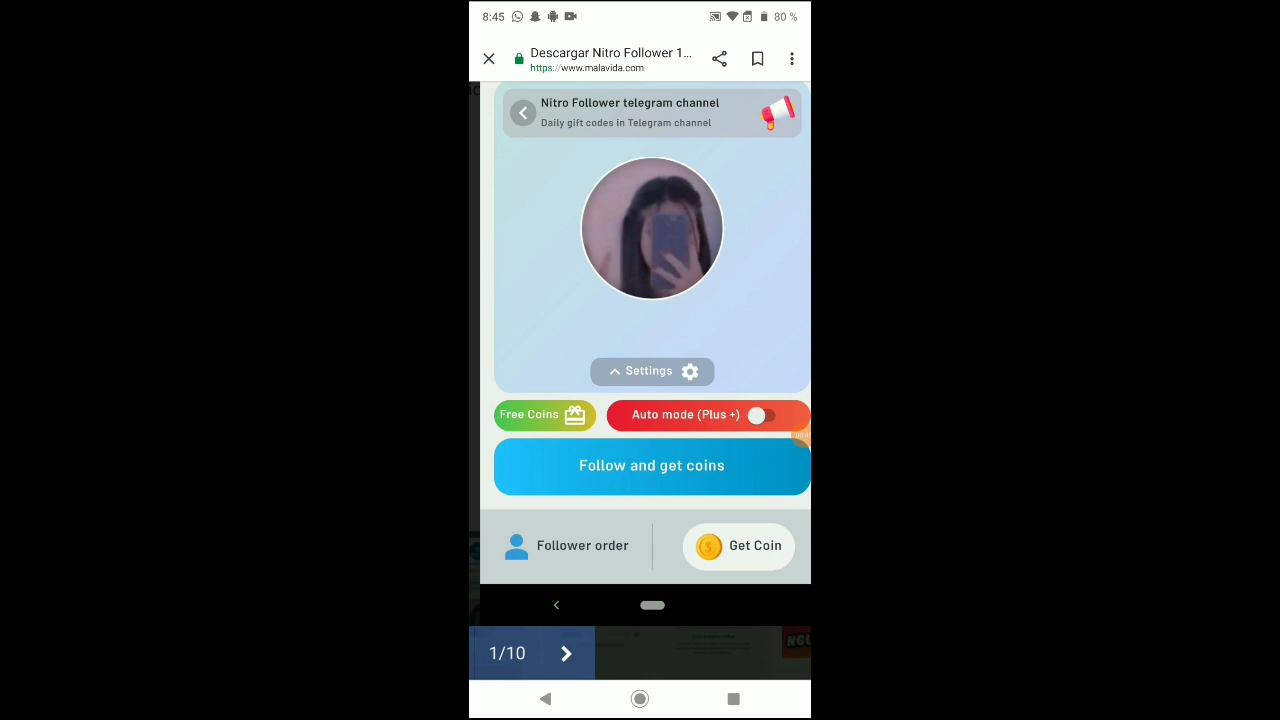 8:45
80 %
Descargar Nitro Follower 1...
https://www.malavida.com
Nitro Follower telegram channel
Daily gift codes in Telegram channel
Settings
Free Coins
Auto mode (Plus +)
Follow and get coins
Follower order
Get Coin
1/10
NGL